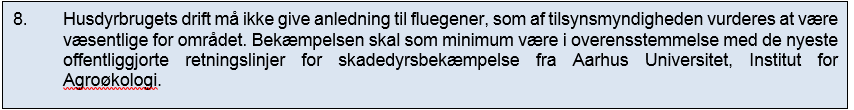 8. Husdyrbrugets drift må ikke give anledning til fluegener, som af tilsynsmyndigheden vurderes at være
væsentlige for området. Bekæmpelsen skal som minimum være i overensstemmelse med de nyeste
offentliggjorte retningslinjer for skadedyrsbekæmpelse fra Aarhus Universitet, Institut for
Agroøkologi.